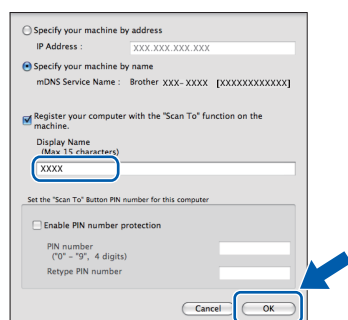 Specify your machine by address
IP Address : XXX.XXX.XXX.XXX
Specify your machine by name
mDNS Service Name : Brother XXX-XXXX [XXXXXXXXXXXX]
Register your computer with the "Scan To" function on the
machine.
Display Name
(Max 15 characters)
XXXX
Set the "Scan To" Button PIN number for this computer
Enable PIN number protection
PIN number
("0" - "9", 4 digits)
Retype PIN number
Cancel OK